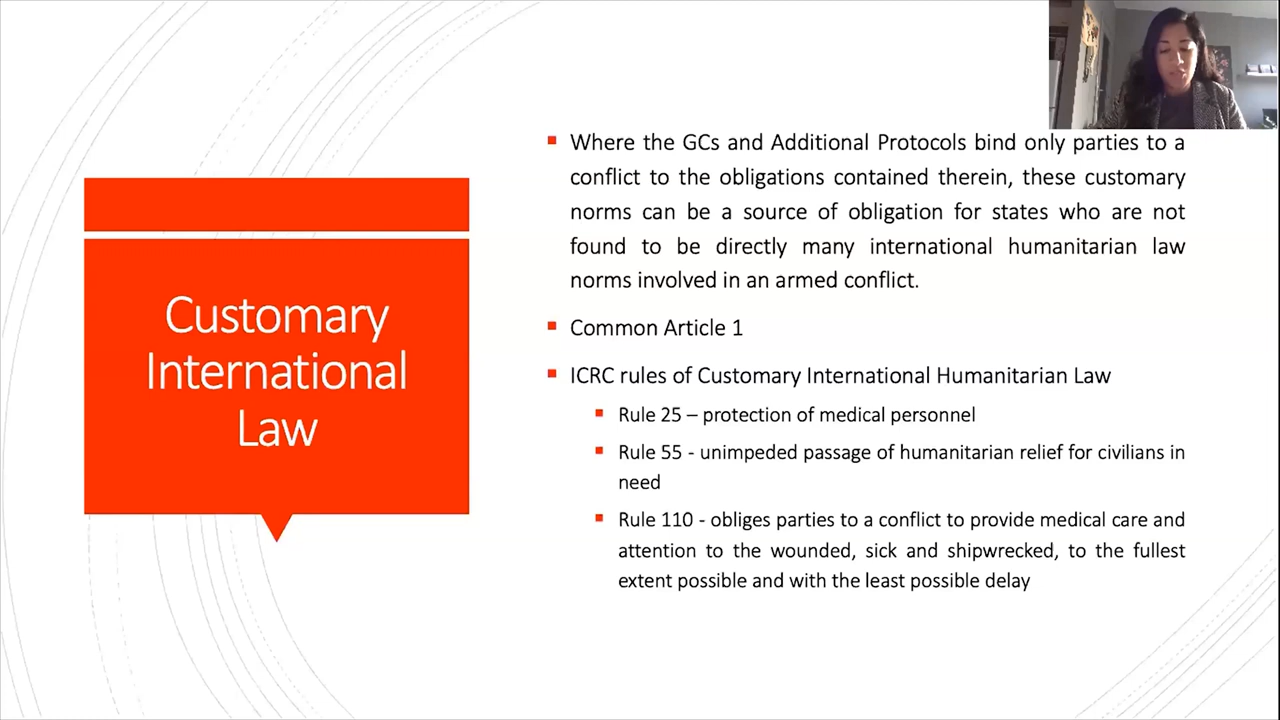 Customary
International
Law
Where the GCs and Additional Protocols bind only parties to a
conflict to the obligations contained therein, these customary
norms can be a source of obligation for states who are not
found to be directly many international humanitarian law
norms involved in an armed conflict.
Common Article 1
ICRC rules of Customary International Humanitarian Law
Rule 25 – protection of medical personnel
Rule 55 - unimpeded passage of humanitarian relief for civilians in
need
Rule 110 - obliges parties to a conflict to provide medical care and
attention to the wounded, sick and shipwrecked, to the fullest
extent possible and with the least possible delay